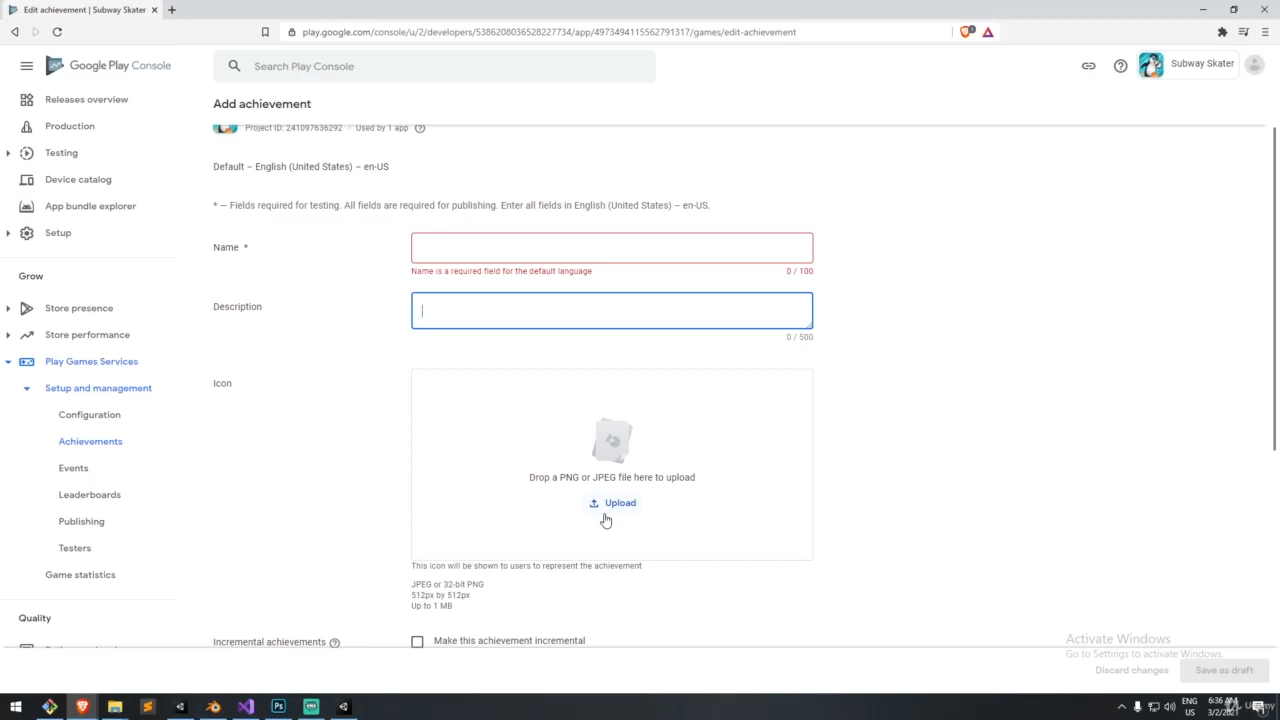 Edit achievement | Subway Skater
play.google.com/console/u/2/developers/5386208036528227734/app/4973494115562791317/games/edit-achievement
Google Play Console
Search Play Console
Subway Skater
Releases overview
Production
Testing
Device catalog
App bundle explorer
Setup
Grow
Store presence
Store performance
Play Games Services
Setup and management
Configuration
Achievements
Events
Leaderboards
Publishing
Testers
Game statistics
Quality
Add achievement
Project ID: 241097636292 · Used by 1 app
Default – English (United States) – en-US
* — Fields required for testing. All fields are required for publishing. Enter all fields in English (United States) – en-US.
Name *
Name is a required field for the default language 0 / 100
Description
0 / 500
Icon
Drop a PNG or JPEG file here to upload
Upload
This icon will be shown to users to represent the achievement
JPEG or 32-bit PNG
512px by 512px
Up to 1 MB
Incremental achievements
Make this achievement incremental
Activate Windows
Go to Settings to activate Windows.
Discard changes Save as draft
ENG
US
6:36 AM
Udemy